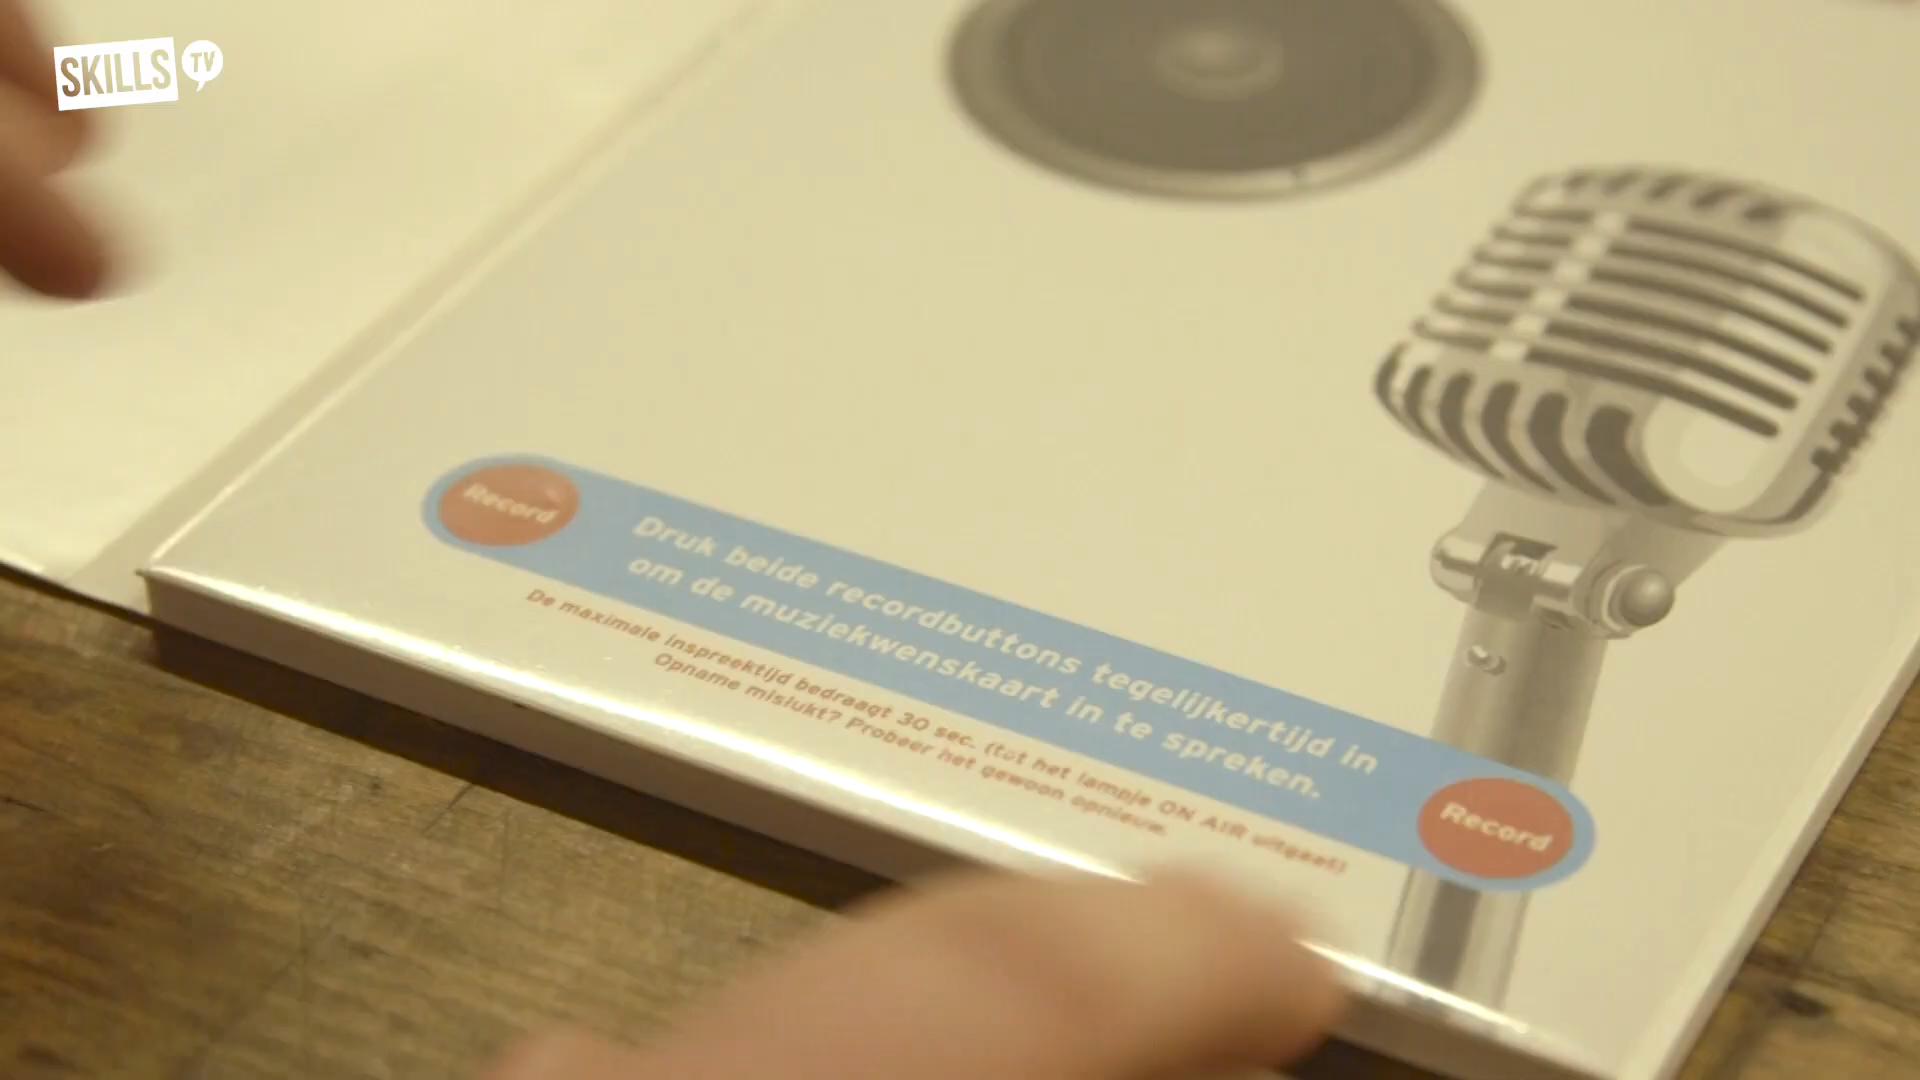 SKILLS TV
Record
Druk beide recordbuttons tegelijkertijd in
om de muziekwenskaart in te spreken.
Record
De maximale inspreektijd bedraagt 30 sec. (tot het lampje ON AIR uitgaat)
Opname mislukt? Probeer het gewoon opnieuw.